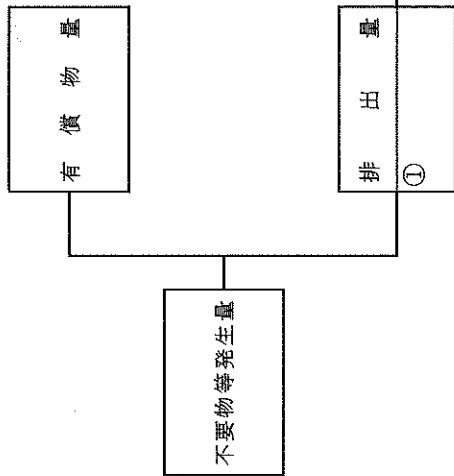 不要物等発生量
有償物量
排出量
①